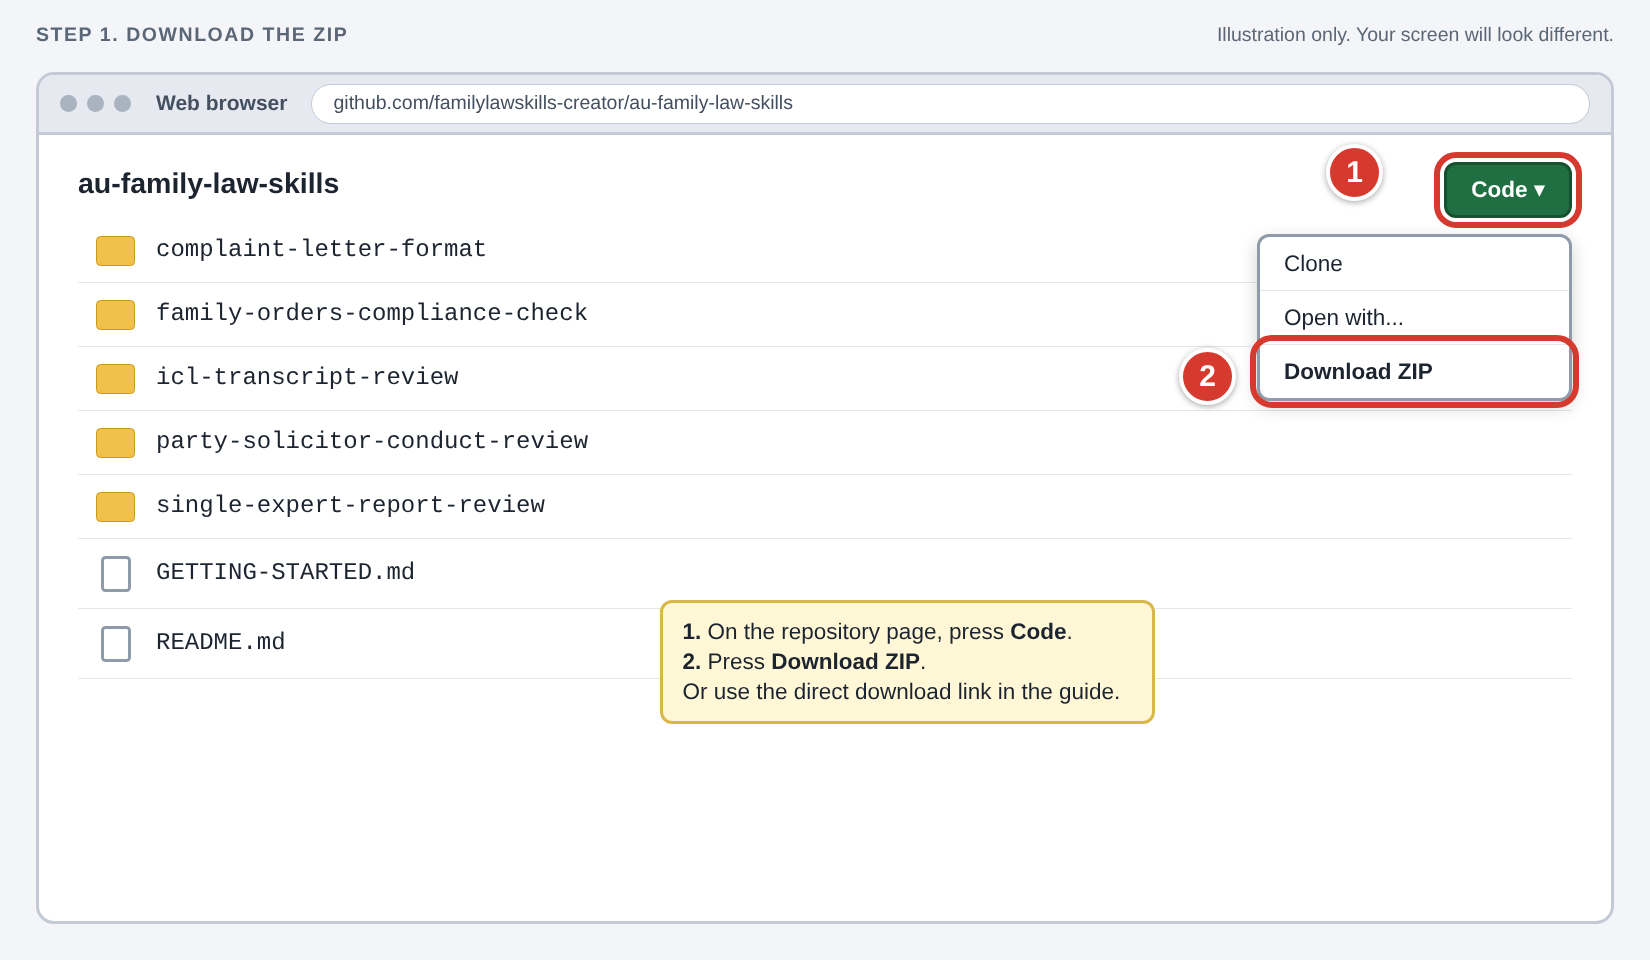 STEP 1. DOWNLOAD THE ZIP
Illustration only. Your screen will look different.
Web browser
github.com/familylawskills-creator/au-family-law-skills
au-family-law-skills
1
Code ▾
complaint-letter-format
Clone
family-orders-compliance-check
Open with...
icl-transcript-review
2
Download ZIP
party-solicitor-conduct-review
single-expert-report-review
GETTING-STARTED.md
README.md
1. On the repository page, press Code.
2. Press Download ZIP.
Or use the direct download link in the guide.